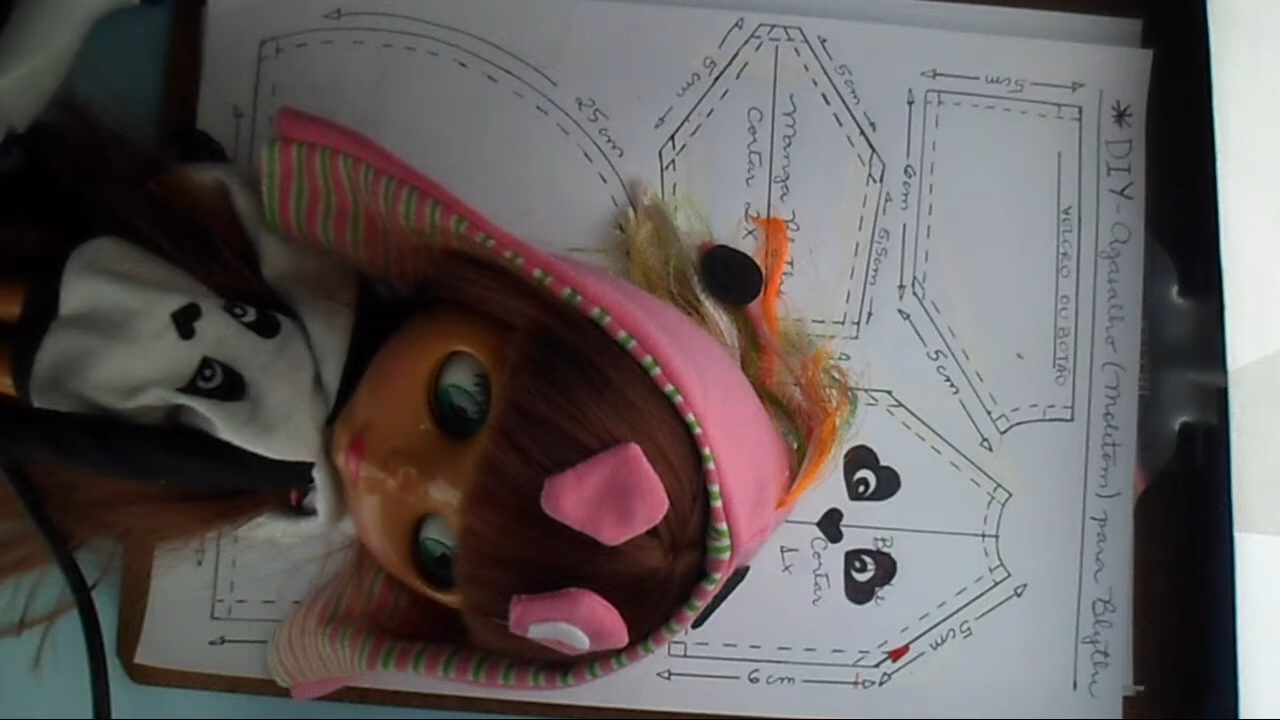 * DIY - Agasalho (moletom) para Blythe
5cm
VELCRO OU BOTÃO
6cm
5cm
5cm
5cm
Manga
Cortar 2x
5,5cm
25cm
Cortar
1x
5cm
6cm